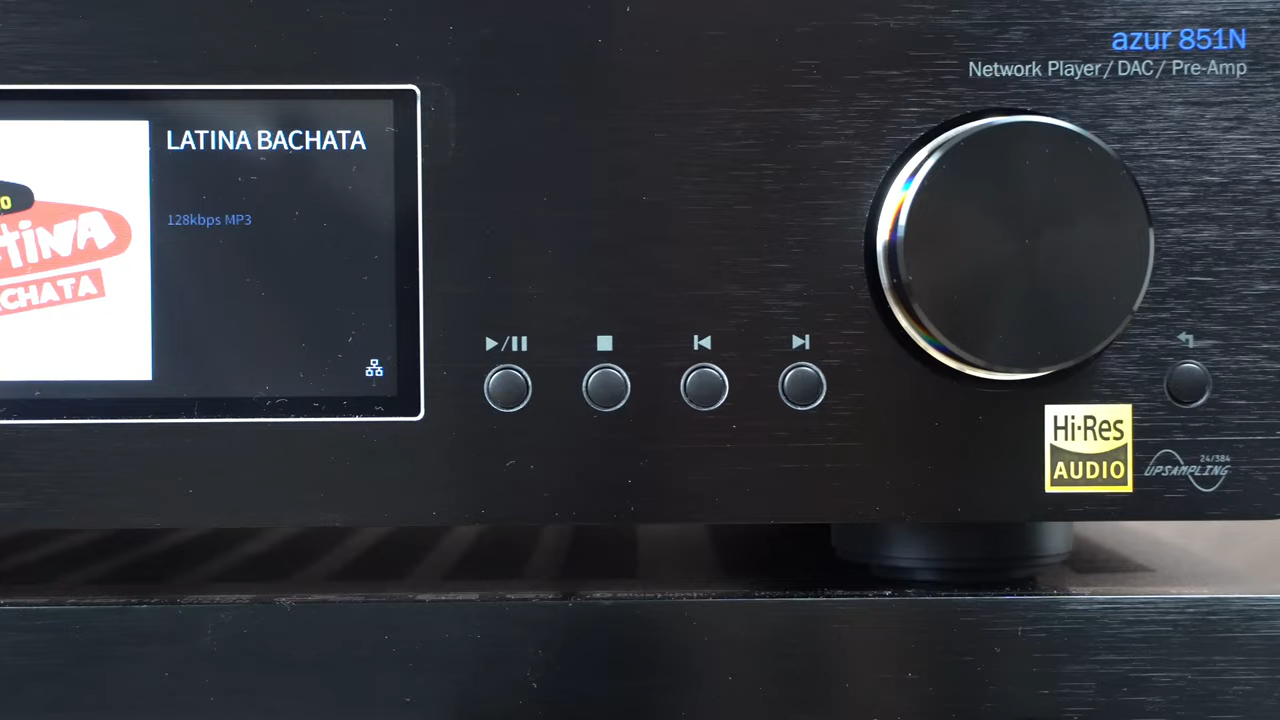 azur 851N
Network Player / DAC / Pre-Amp
LATINA BACHATA
128kbps MP3
Hi-Res
AUDIO
24/384
UPSAMPLING